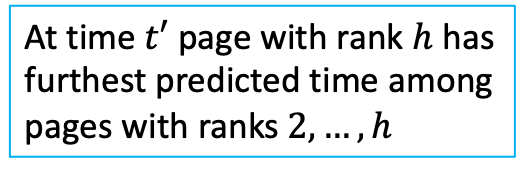 At time t′ page with rank h has
furthest predicted time among
pages with ranks 2, … , h